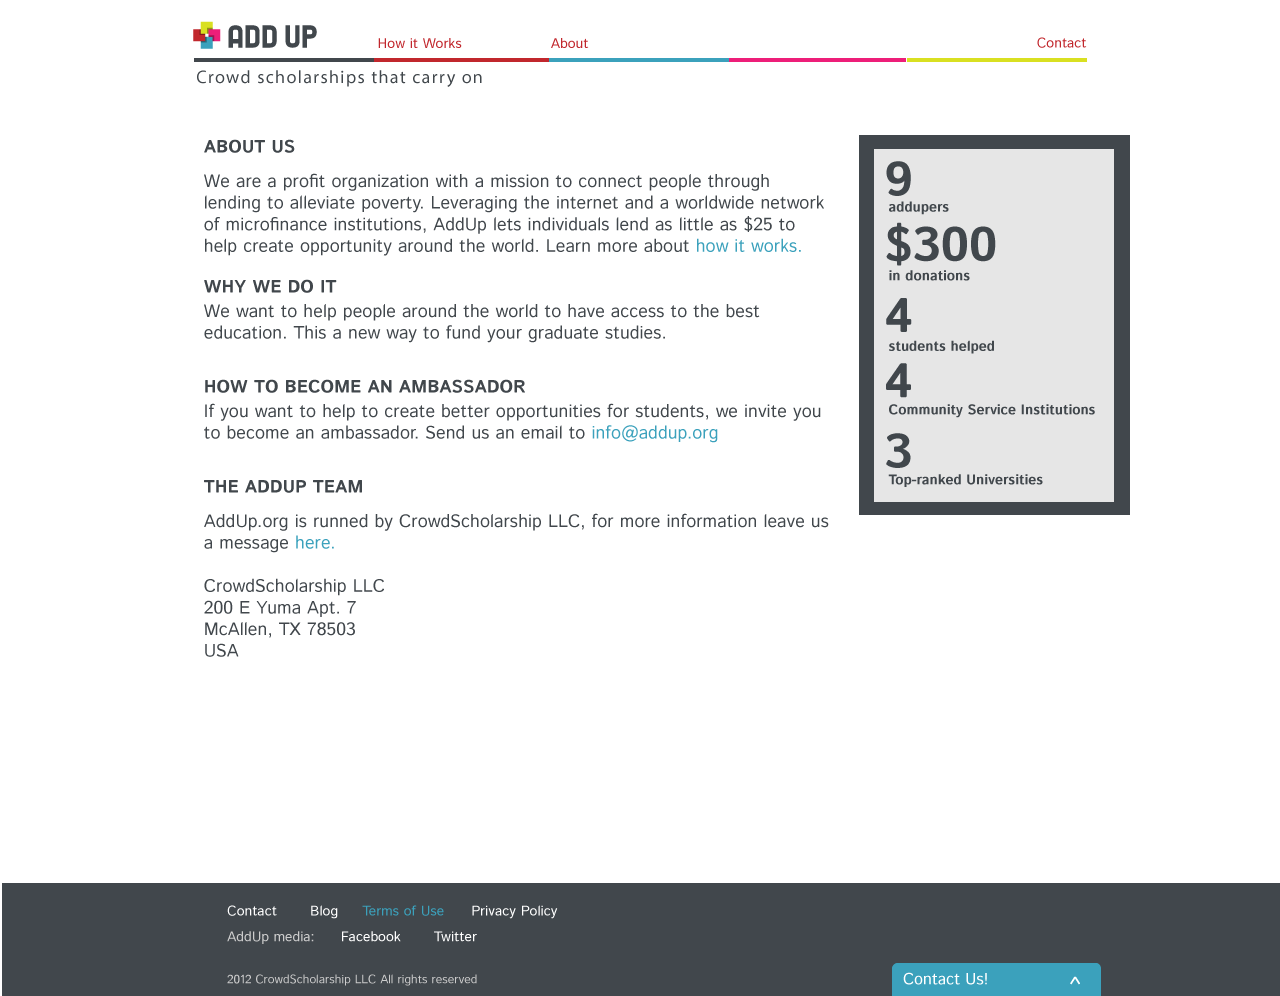 ADD UP
How it Works
About
Contact
Crowd scholarships that carry on
ABOUT US
We are a profit organization with a mission to connect people through
lending to alleviate poverty. Leveraging the internet and a worldwide network
of microfinance institutions, AddUp lets individuals lend as little as $25 to
help create opportunity around the world. Learn more about how it works.
WHY WE DO IT
We want to help people around the world to have access to the best
education. This a new way to fund your graduate studies.
HOW TO BECOME AN AMBASSADOR
If you want to help to create better opportunities for students, we invite you
to become an ambassador. Send us an email to info@addup.org
THE ADDUP TEAM
AddUp.org is runned by CrowdScholarship LLC, for more information leave us
a message here.
CrowdScholarship LLC
200 E Yuma Apt. 7
McAllen, TX 78503
USA
9
addupers
$300
in donations
4
students helped
4
Community Service Institutions
3
Top-ranked Universities
Contact
Blog
Terms of Use
Privacy Policy
AddUp media:
Facebook
Twitter
2012 CrowdScholarship LLC All rights reserved
Contact Us!